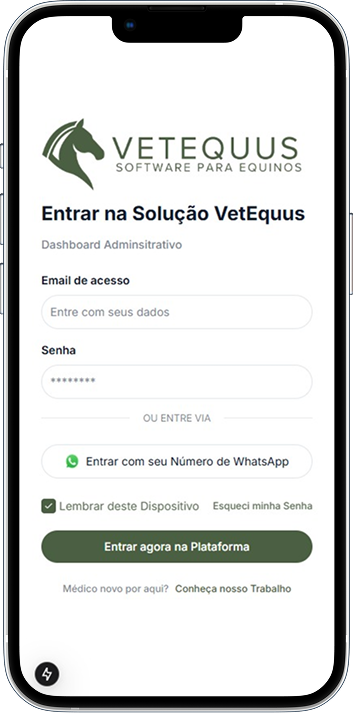 VETEQUUS
SOFTWARE PARA EQUINOS
Entrar na Solução VetEquus
Dashboard Adminsitrativo
Email de acesso
Entre com seus dados
Senha
********
OU ENTRE VIA
Entrar com seu Número de WhatsApp
Lembrar deste Dispositivo Esqueci minha Senha
Entrar agora na Plataforma
Médico novo por aqui? Conheça nosso Trabalho